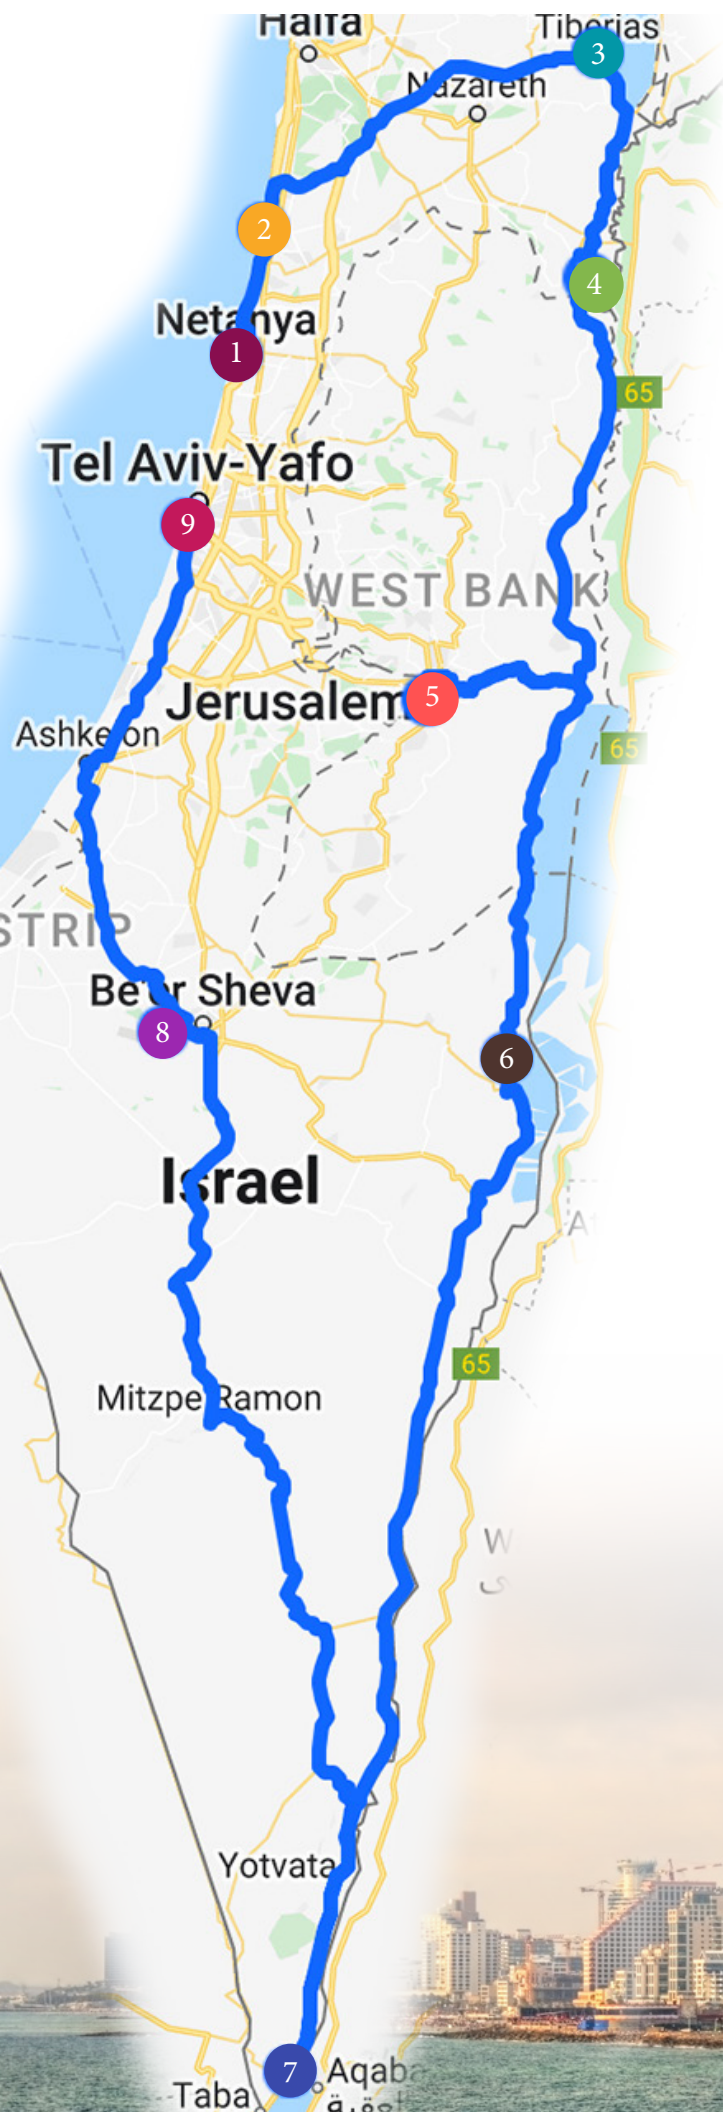 Haifa
Tiberias
3
Nazareth
2
4
Netanya
1
65
Tel Aviv-Yafo
9
WEST BANK
Jerusalem
5
Ashkelon
65
STRIP
Be'er Sheva
8
6
Israel
65
Mitzpe Ramon
Yotvata
7
Aqaba
Taba